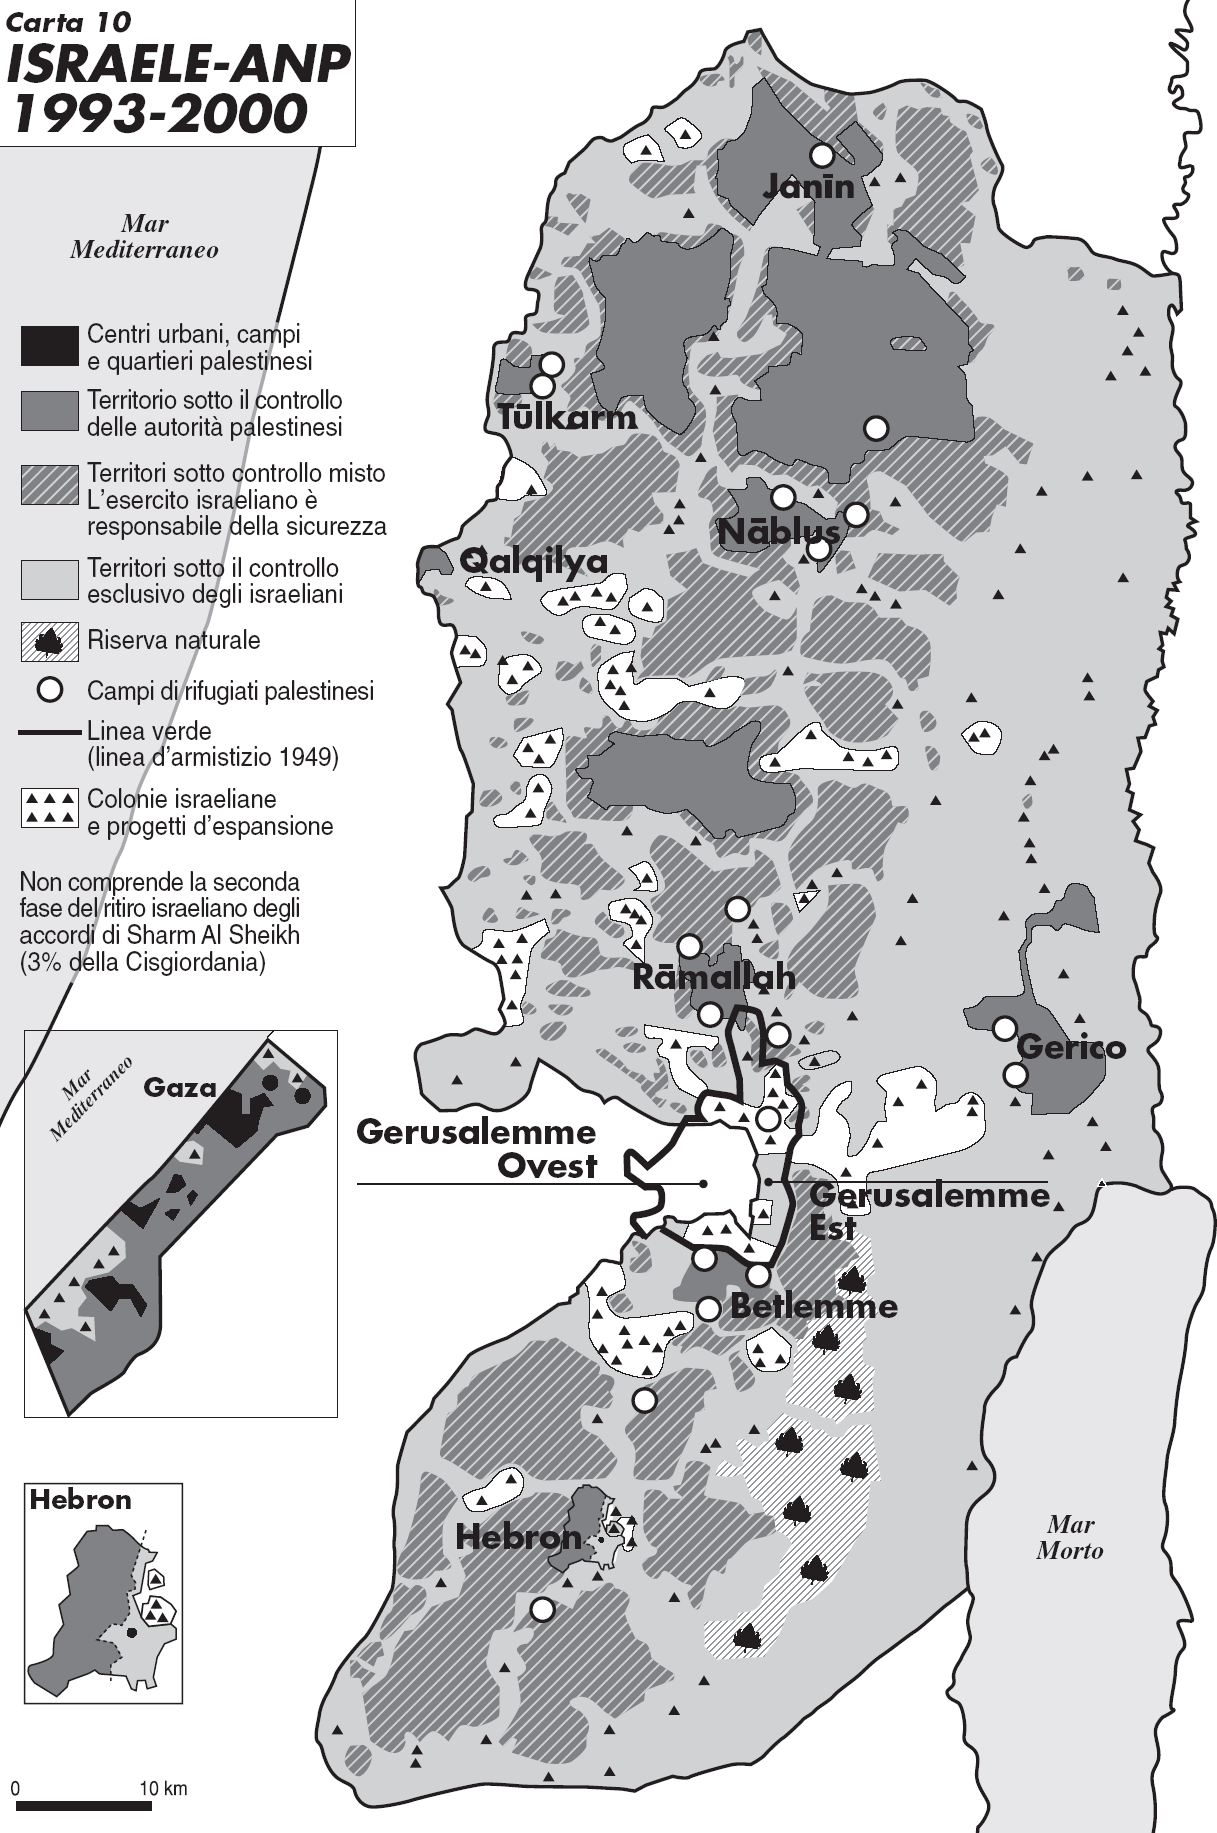 Carta 10
ISRAELE-ANP
1993-2000
Mar
Mediterraneo
Centri urbani, campi
e quartieri palestinesi
Territorio sotto il controllo
delle autorità palestinesi
Territori sotto controllo misto
L'esercito israeliano è
responsabile della sicurezza
Territori sotto il controllo
esclusivo degli israeliani
Riserva naturale
Campi di rifugiati palestinesi
Linea verde
(linea d'armistizio 1949)
Colonie israeliane
e progetti d'espansione
Non comprende la seconda
fase del ritiro israeliano degli
accordi di Sharm Al Sheikh
(3% della Cisgiordania)
Janīn
Tūlkarm
Nāblus
Qalqilya
Rāmallah
Gerico
Gerusalemme
Ovest
Gerusalemme
Est
Betlemme
Hebron
Mar
Morto
Mar
Mediterraneo
Gaza
Hebron
0 10 km